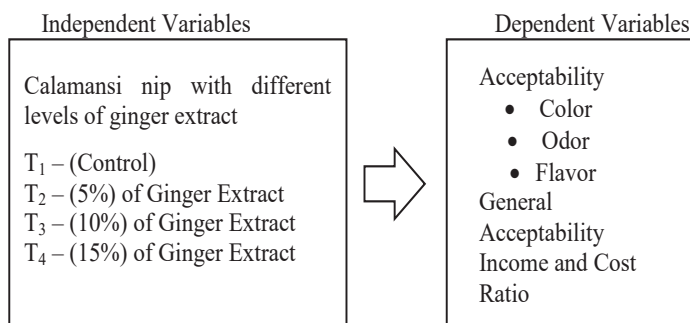 Independent Variables
Calamansi nip with different
levels of ginger extract
T₁ – (Control)
T₂ – (5%) of Ginger Extract
T₃ – (10%) of Ginger Extract
T₄ – (15%) of Ginger Extract
Dependent Variables
Acceptability
• Color
• Odor
• Flavor
General
Acceptability
Income and Cost
Ratio